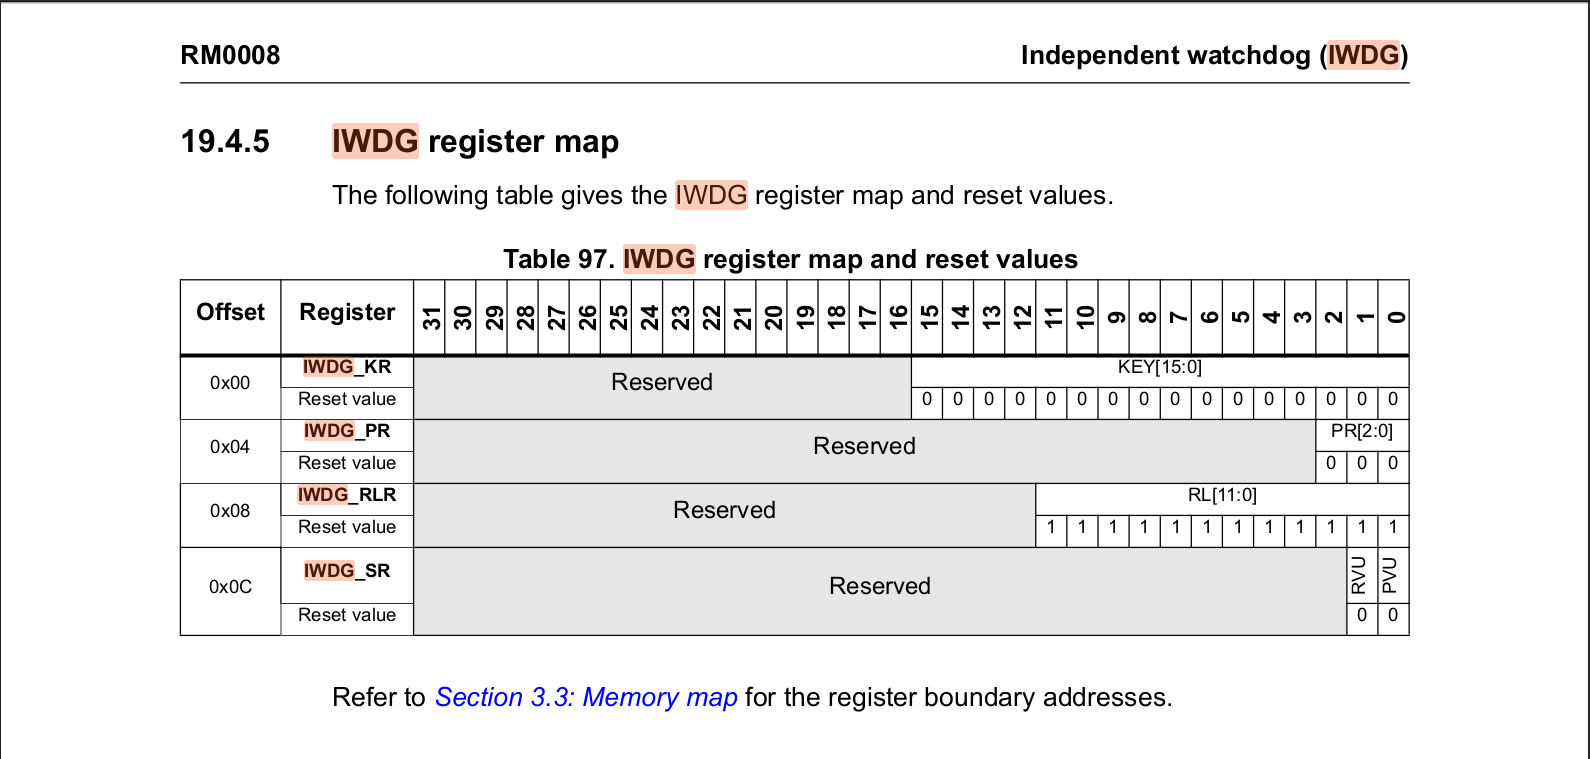 RM0008 Independent watchdog (IWDG)
19.4.5 IWDG register map
The following table gives the IWDG register map and reset values.
Table 97. IWDG register map and reset values
Offset Register 31 30 29 28 27 26 25 24 23 22 21 20 19 18 17 16 15 14 13 12 11 10 9 8 7 6 5 4 3 2 1 0
0x00 IWDG_KR Reserved KEY[15:0]
Reset value 0 0 0 0 0 0 0 0 0 0 0 0 0 0 0 0
0x04 IWDG_PR Reserved PR[2:0]
Reset value 0 0 0
0x08 IWDG_RLR Reserved RL[11:0]
Reset value 1 1 1 1 1 1 1 1 1 1 1 1
0x0C IWDG_SR Reserved RVU PVU
Reset value 0 0
Refer to Section 3.3: Memory map for the register boundary addresses.